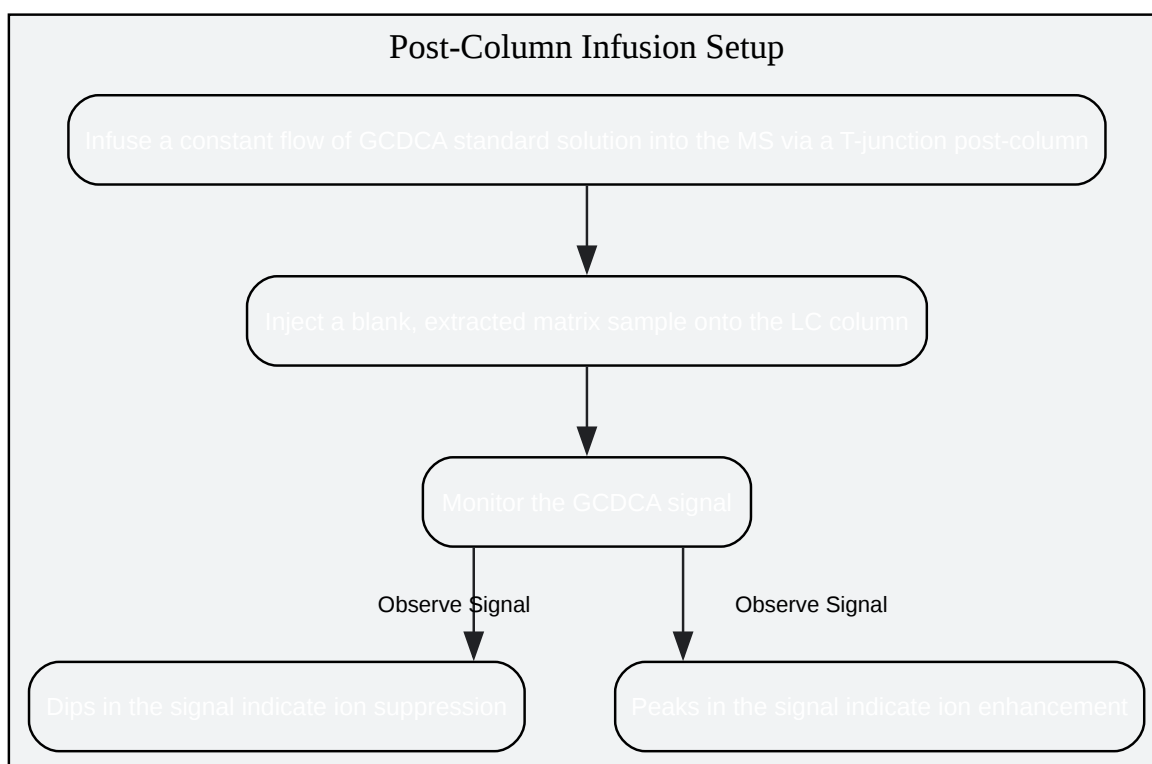 Post-Column Infusion Setup
Infuse a constant flow of GCDCA standard solution into the MS via a T-junction post-column
Inject a blank, extracted matrix sample onto the LC column
Monitor the GCDCA signal
Observe Signal
Observe Signal
Dips in the signal indicate ion suppression
Peaks in the signal indicate ion enhancement